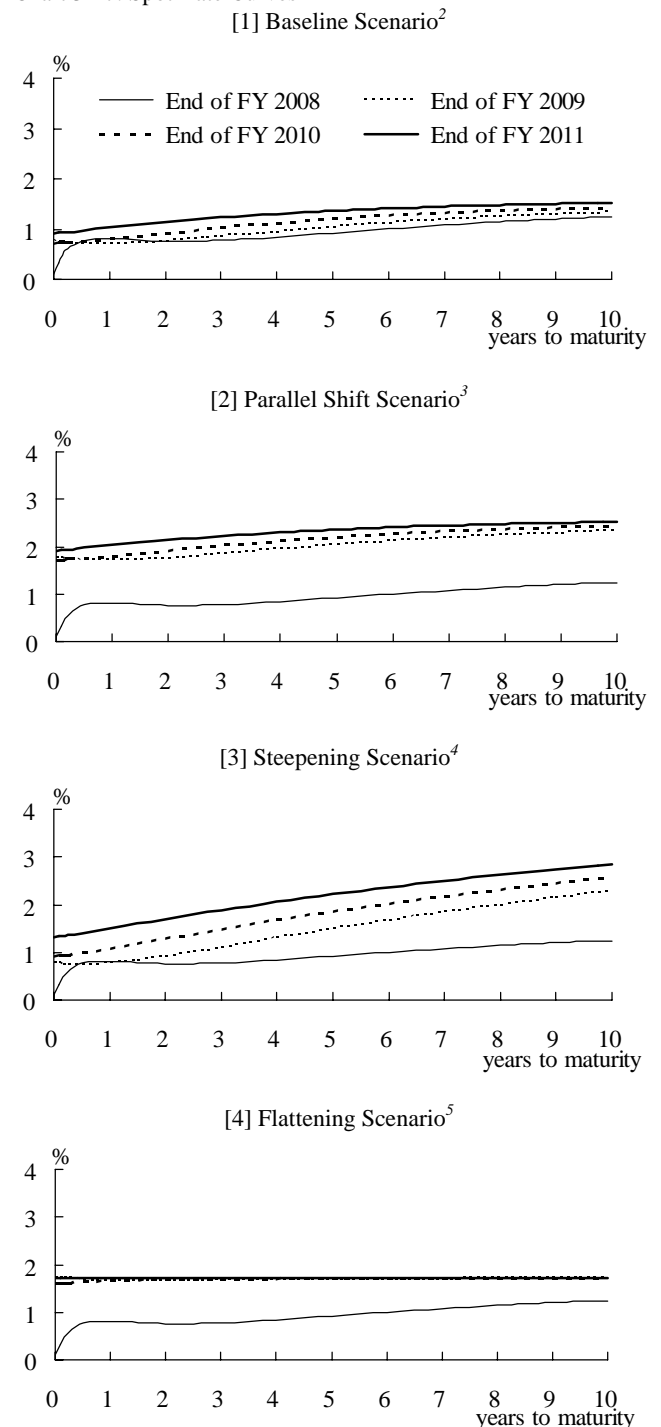 [1] Baseline Scenario2
%
4
End of FY 2008
End of FY 2009
3
End of FY 2010
End of FY 2011
2
1
0
0 1 2 3 4 5 6 7 8 9 10
years to maturity
[2] Parallel Shift Scenario3
%
4
3
2
1
0
0 1 2 3 4 5 6 7 8 9 10
years to maturity
[3] Steepening Scenario4
%
4
3
2
1
0
0 1 2 3 4 5 6 7 8 9 10
years to maturity
[4] Flattening Scenario5
%
4
3
2
1
0
0 1 2 3 4 5 6 7 8 9 10
years to maturity